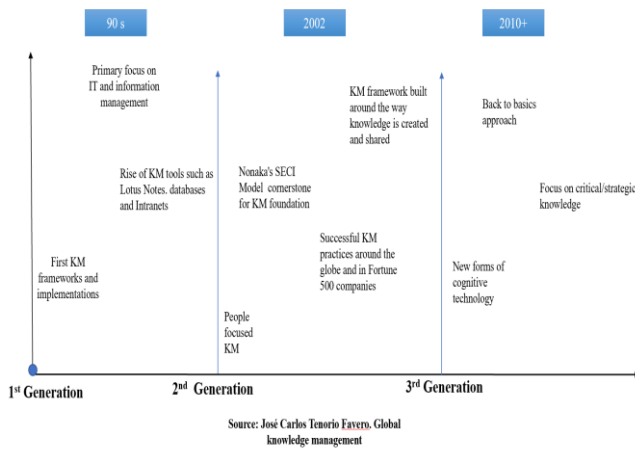 90 s
2002
2010+
Primary focus on
IT and information
management
Rise of KM tools such as
Lotus Notes. databases
and Intranets
First KM
frameworks and
implementations
KM framework built
around the way
knowledge is created
and shared
Nonaka's SECI
Model cornerstone
for KM foundation
Successful KM
practices around the
globe and in Fortune
500 companies
People
focused
KM
Back to basics
approach
Focus on critical/strategic
knowledge
New forms of
cognitive
technology
1st Generation
2nd Generation
3rd Generation
Source: José Carlos Tenorio Favero. Global
knowledge management